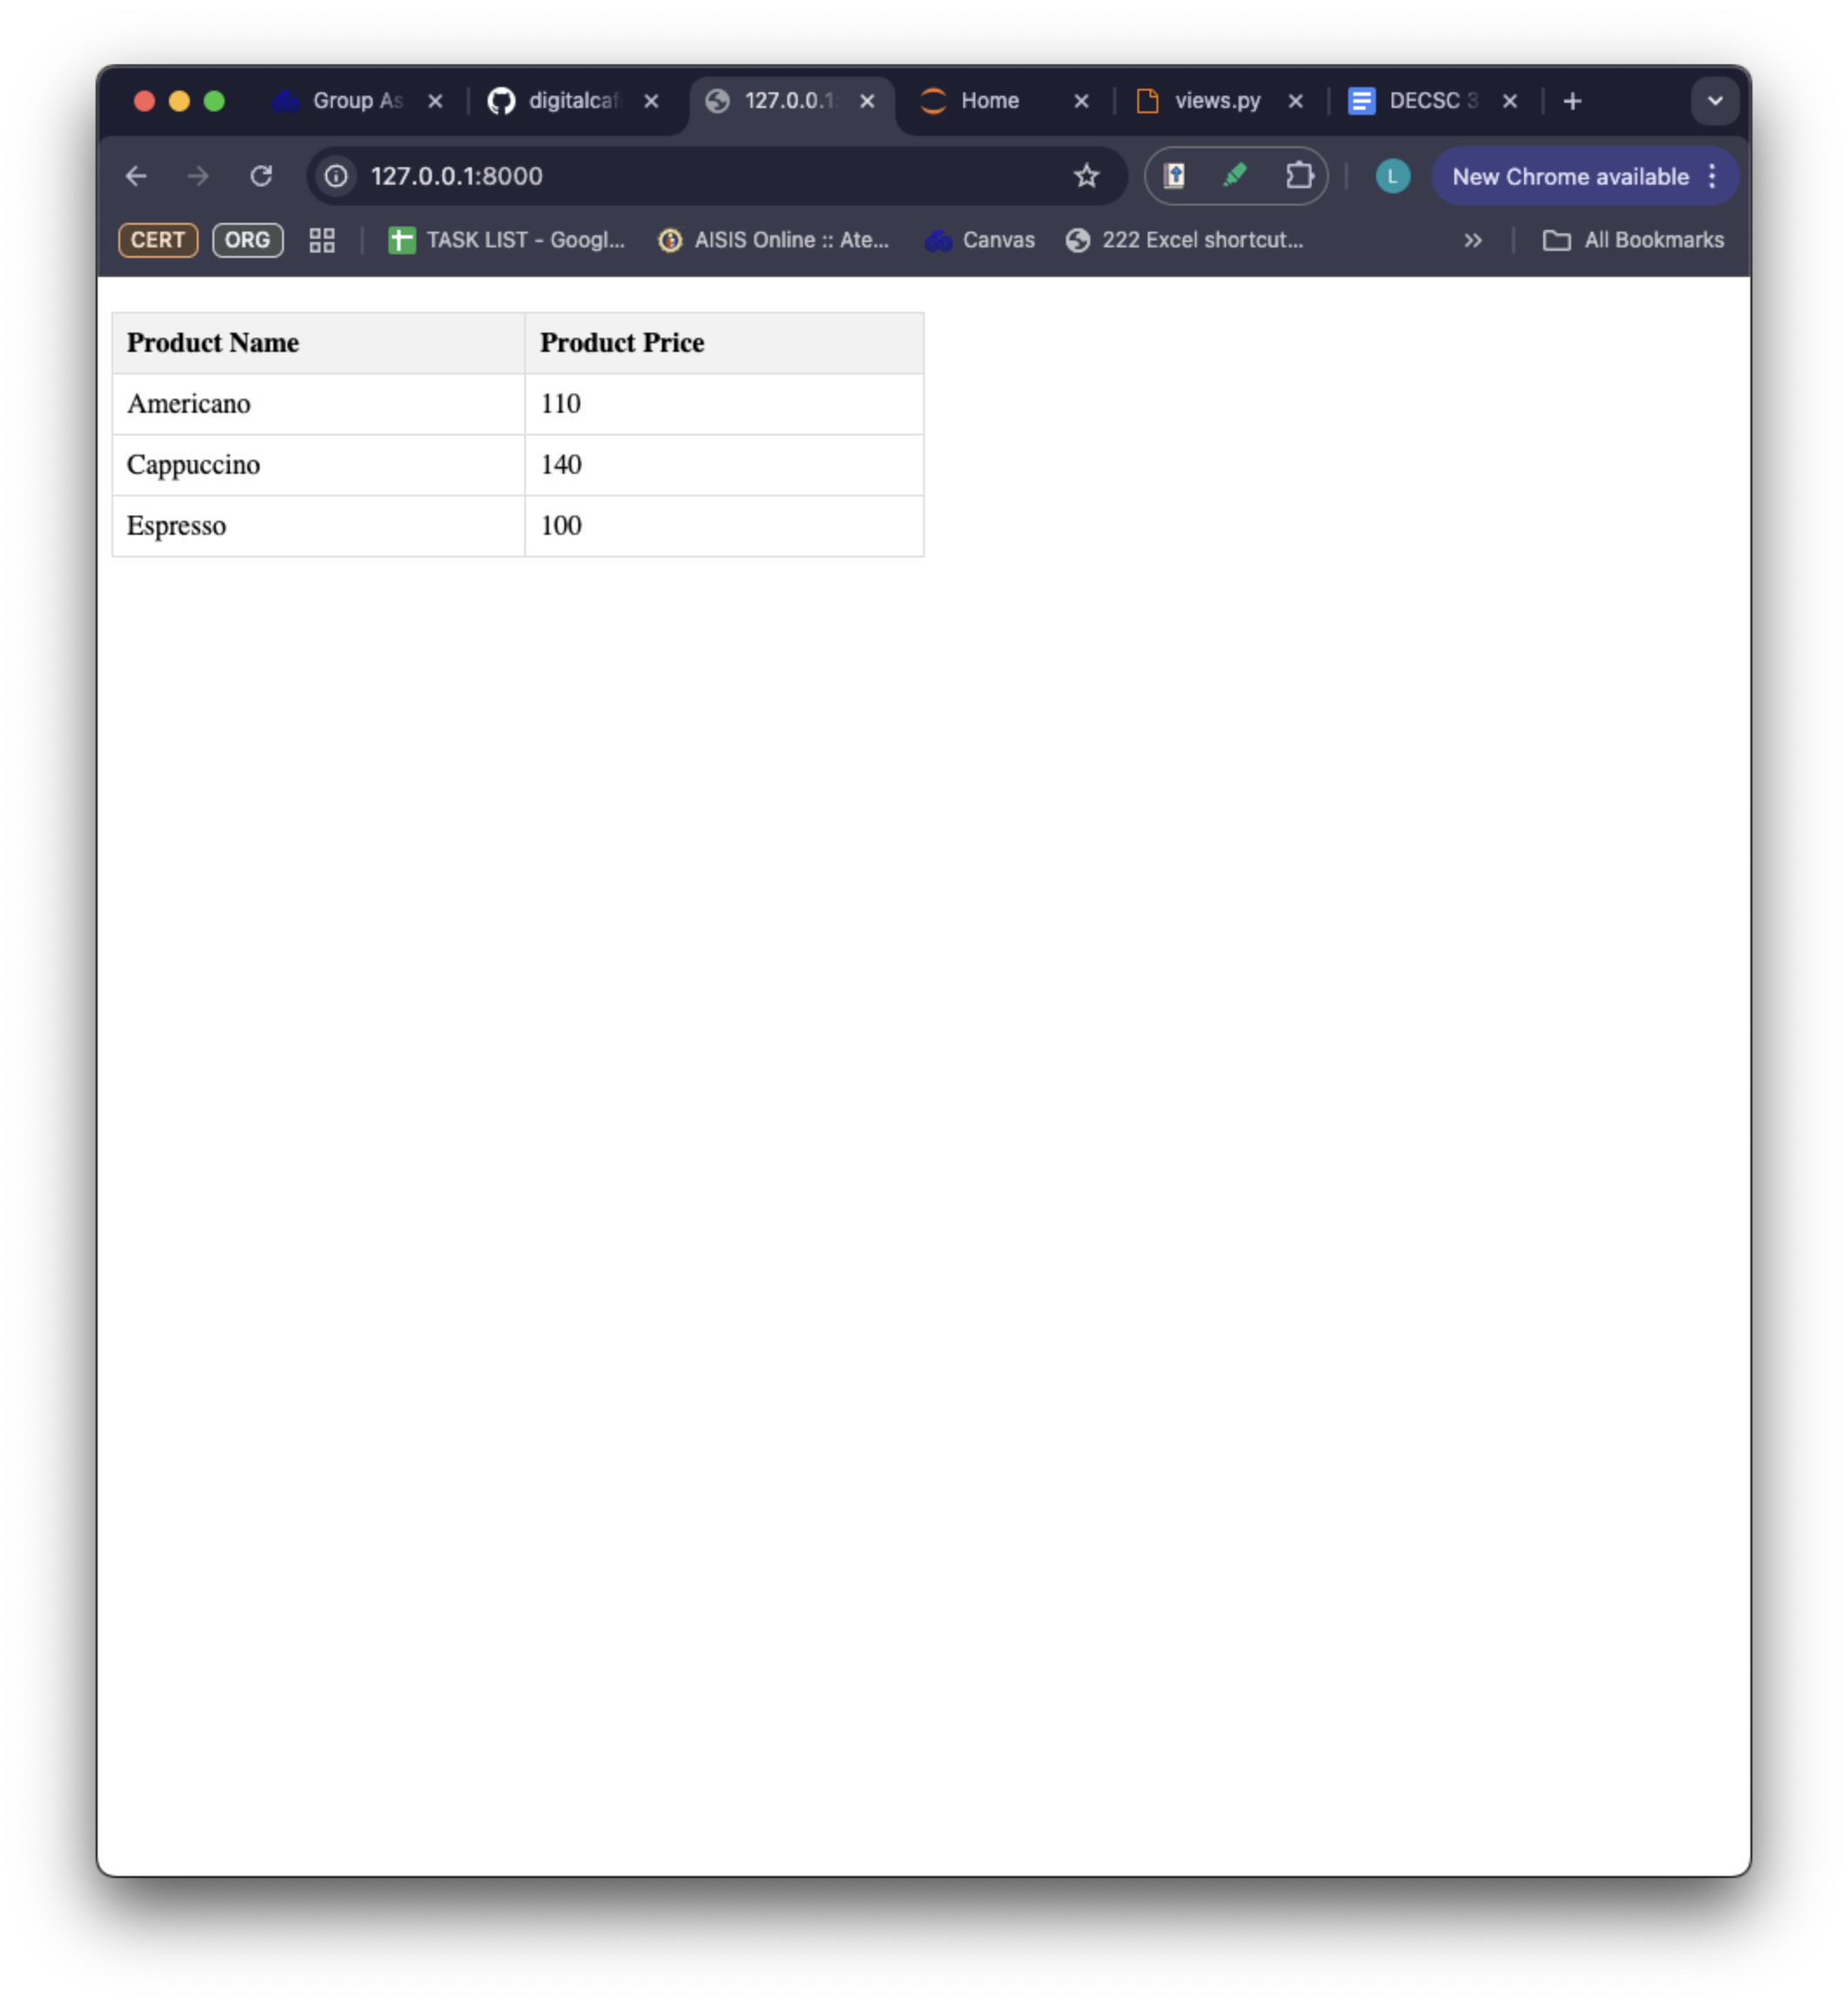 Group As digitalcaf 127.0.0.1: Home views.py DECSC 3
127.0.0.1:8000 L New Chrome available
CERT ORG TASK LIST - Googl... AISIS Online :: Ate... Canvas 222 Excel shortcut... All Bookmarks
Product Name Product Price
Americano 110
Cappuccino 140
Espresso 100